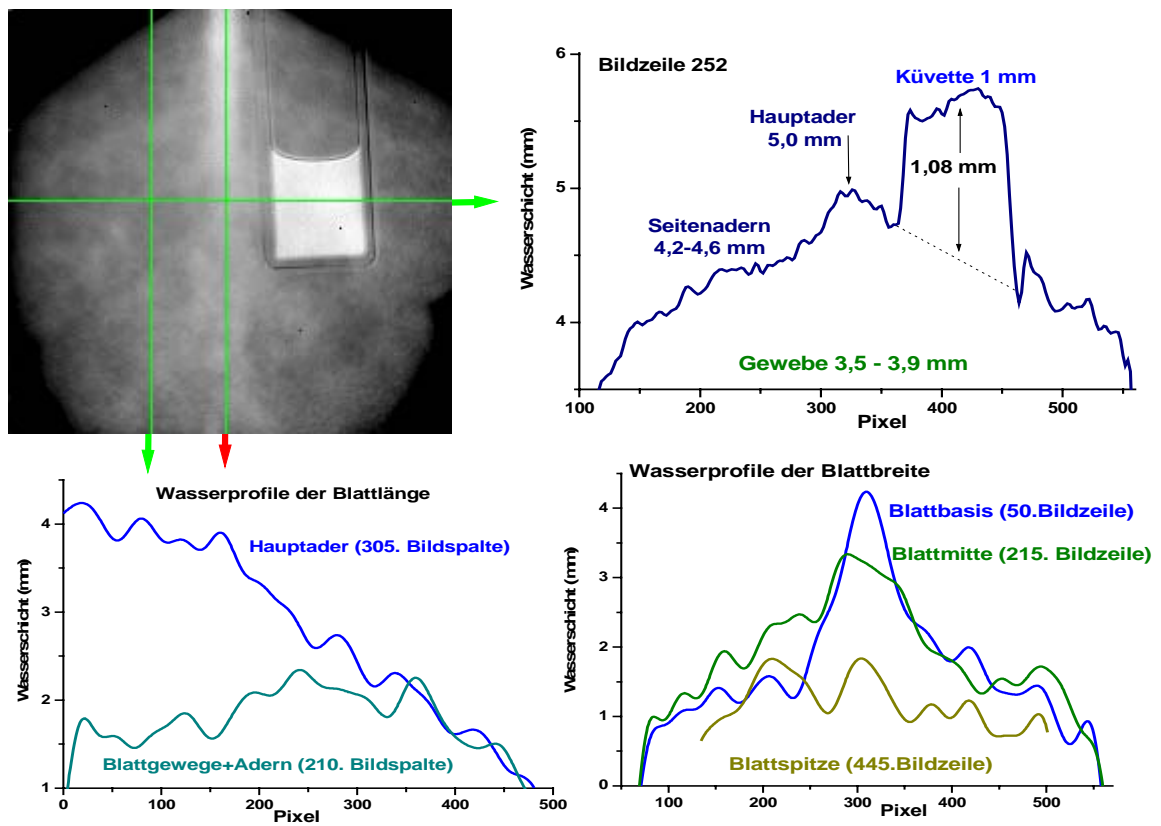 Bildzeile 252
Küvette 1 mm
Hauptader
5,0 mm
1,08 mm
Seitenadern
4,2-4,6 mm
Gewebe 3,5 - 3,9 mm
Wasserschicht (mm)
6
5
4
100 200 300 400 500
Pixel
Wasserprofile der Blattlänge
Hauptader (305. Bildspalte)
Blattgewege+Adern (210. Bildspalte)
Wasserschicht (mm)
4
3
2
1
0 100 200 300 400 500
Pixel
Wasserprofile der Blattbreite
Blattbasis (50.Bildzeile)
Blattmitte (215. Bildzeile)
Blattspitze (445.Bildzeile)
Wasserschicht (mm)
4
3
2
1
0
100 200 300 400 500
Pixel